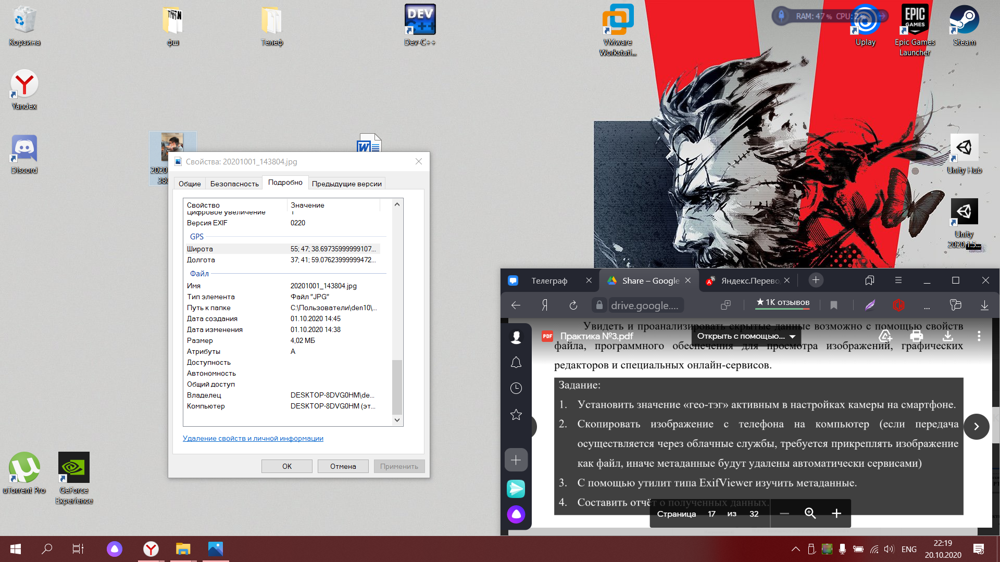 Корзина
фш
Телеф
DEV
Dev-C++
VMware
Workstati...
RAM: 47 % CPU: 2 %
Uplay
EPIC
GAMES
Epic Games
Launcher
Steam
Yandex
Discord
2020
380
Unity Hub
Unity
2020.1.5...
uTorrent Pro
GeForce
Experience
Свойства: 20201001_143804.jpg
Общие
Безопасность
Подробно
Предыдущие версии
Свойство Значение
Цифровое увеличение 1
Версия EXIF 0220
GPS
Широта 55; 47; 38.69735999999107...
Долгота 37; 41; 59.07623999999472...
Файл
Имя 20201001_143804.jpg
Тип элемента Файл "JPG"
Путь к папке C:\Пользователи\den10\...
Дата создания 01.10.2020 14:45
Дата изменения 01.10.2020 14:38
Размер 4,02 МБ
Атрибуты A
Доступность
Автономность
Общий доступ
Владелец DESKTOP-8DVG0HM\de...
Компьютер DESKTOP-8DVG0HM (эт...
Удаление свойств и личной информации
OK
Отмена
Применить
Телеграф
Share – Google
Яндекс.Перево
drive.google....
★ 1K отзывов
Увидеть и проанализировать скрытые данные возможно с помощью свойств
PDF Практика №3.pdf
Открыть с помощью...
файла, программного обеспечения для просмотра изображений, графических
редакторов и специальных онлайн-сервисов.
Задание:
1. Установить значение «гео-тэг» активным в настройках камеры на смартфоне.
2. Скопировать изображение с телефона на компьютер (если передача
осуществляется через облачные службы, требуется прикреплять изображение
как файл, иначе метаданные будут удалены автоматически сервисами)
3. С помощью утилит типа ExifViewer изучить метаданные.
4. Составить отчёт о полученных данных.
Страница 17 из 32
ENG
22:19
20.10.2020